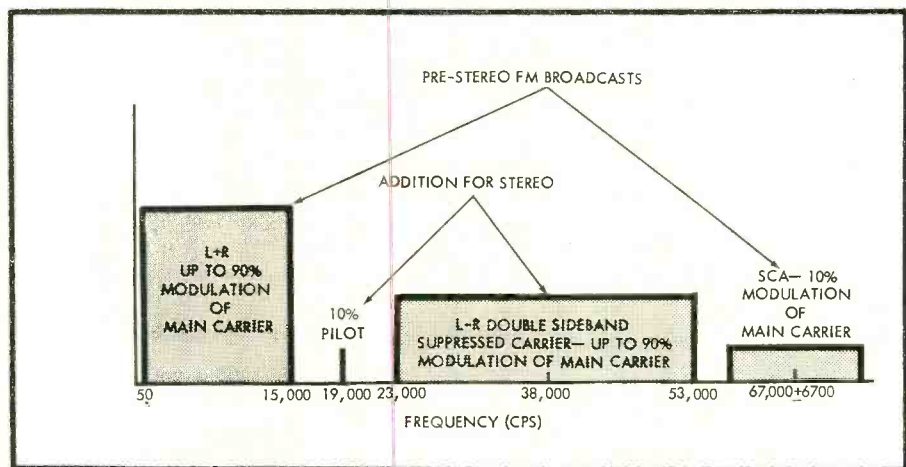 PRE-STEREO FM BROADCASTS
ADDITION FOR STEREO
L+R
UP TO 90%
MODULATION
OF
MAIN CARRIER
10%
PILOT
L-R DOUBLE SIDEBAND
SUPPRESSED CARRIER— UP TO 90%
MODULATION OF MAIN CARRIER
SCA— 10%
MODULATION
OF
MAIN CARRIER
50 15,000 19,000 23,000 38,000 53,000 67,000±6700
FREQUENCY (CPS)